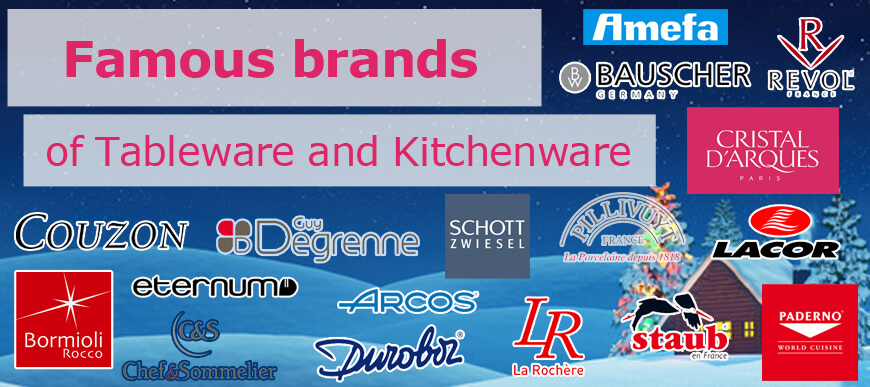 Famous brands
of Tableware and Kitchenware
Amefa
BW
BAUSCHER
GERMANY
R
REVOL
FRANCE
CRISTAL
D'ARQUES
PARIS
COUZON
Guy
Degrenne
SCHOTT
ZWIESEL
PILLIVUYT
FRANCE
La Porcelaine depuis 1818
LACOR
Bormioli
Rocco
eternum
C&S
Chef&Sommelier
ARCOS®
Durobor®
LR
La Rochère
staub
en France
PADERNO
WORLD CUISINE